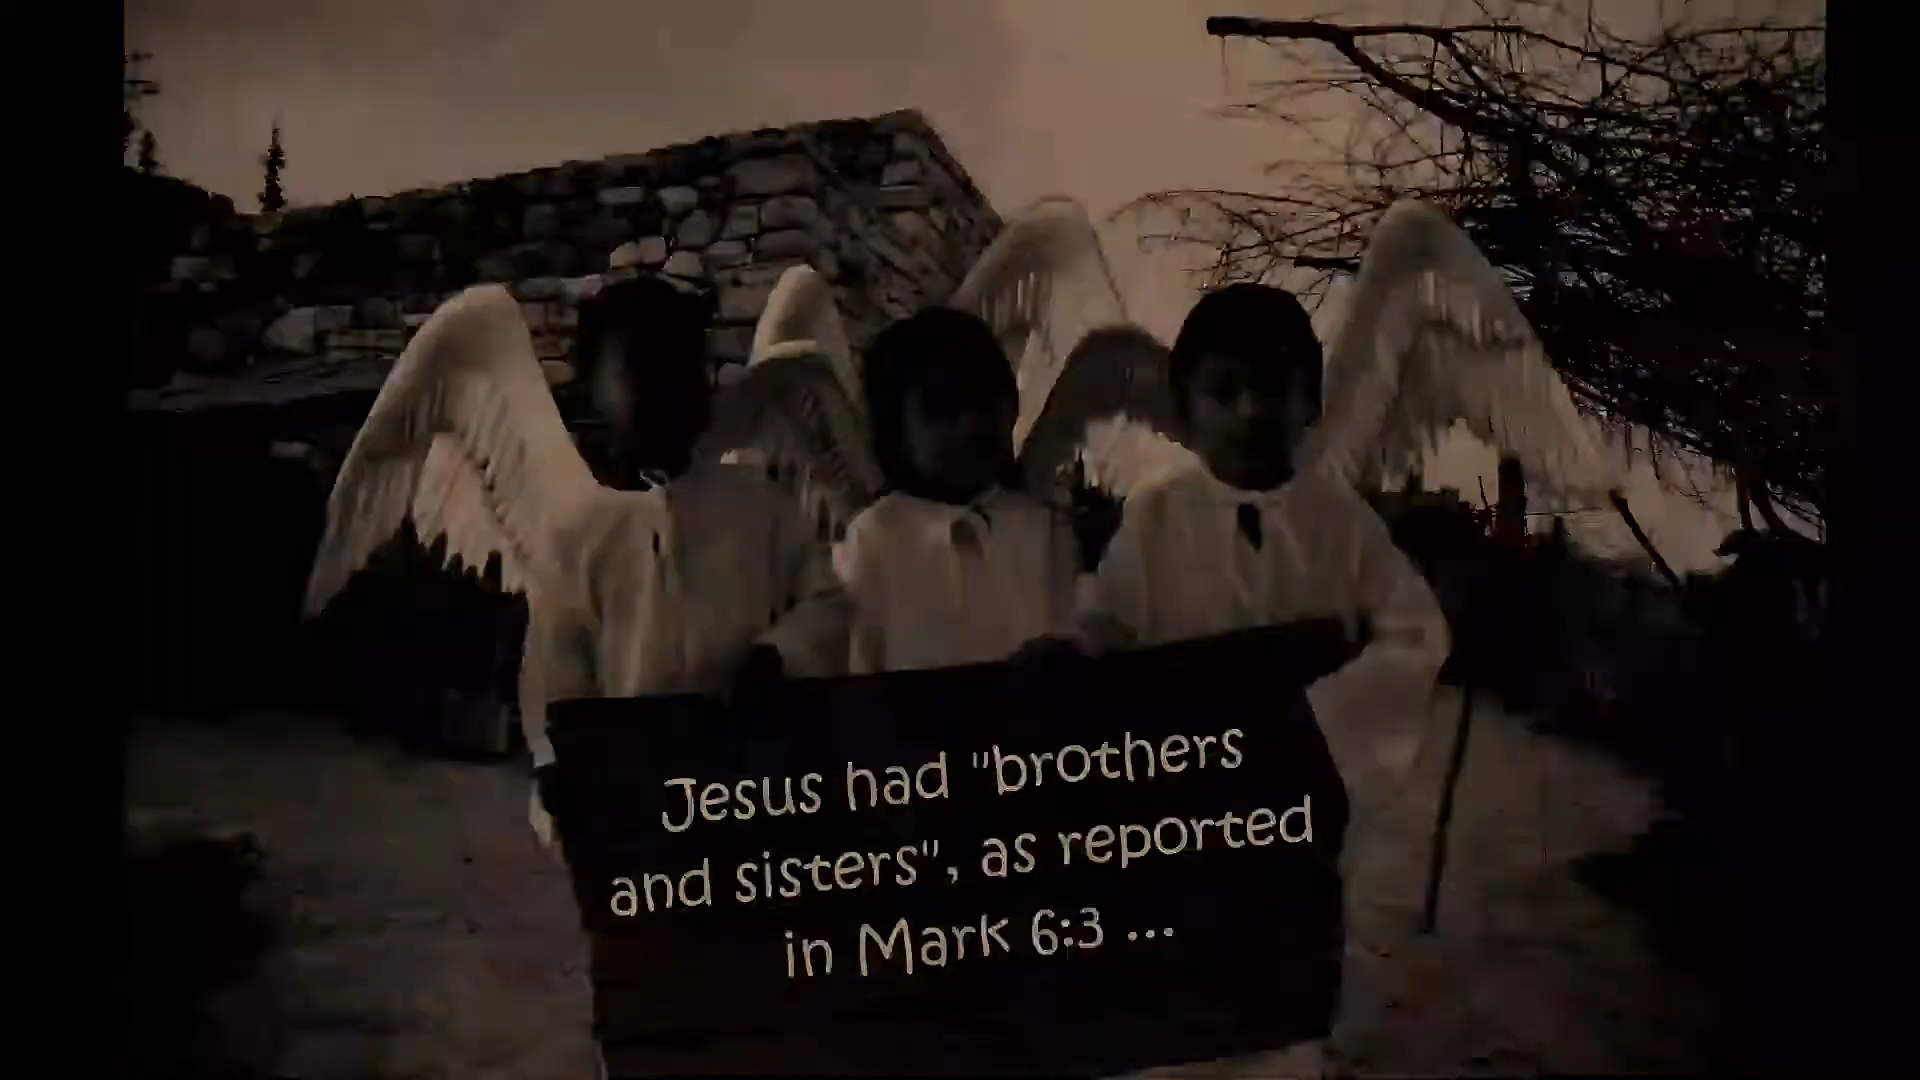 Jesus had "brothers
and sisters", as reported
in Mark 6:3 ...